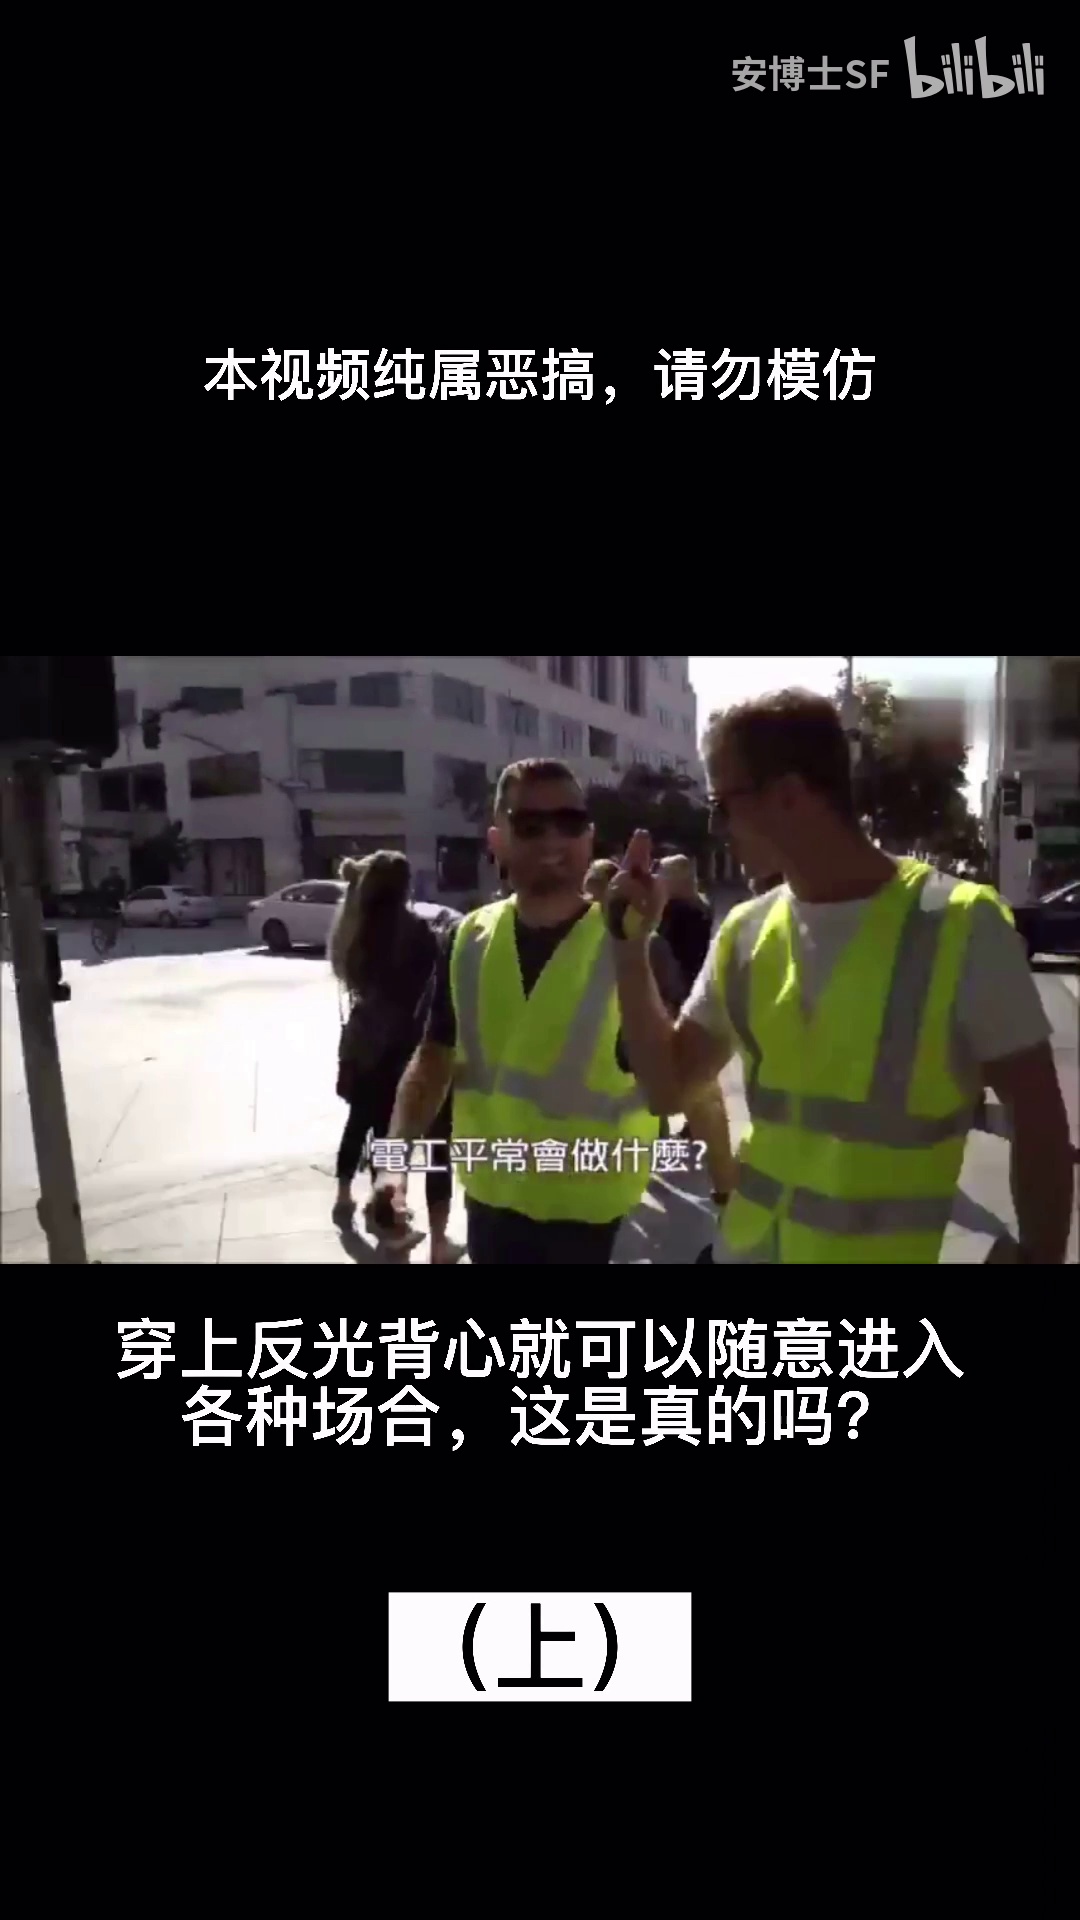 安博士SF bilibili
本视频纯属恶搞，请勿模仿
電工平常會做什麼?
穿上反光背心就可以随意进入
各种场合，这是真的吗？
（上）